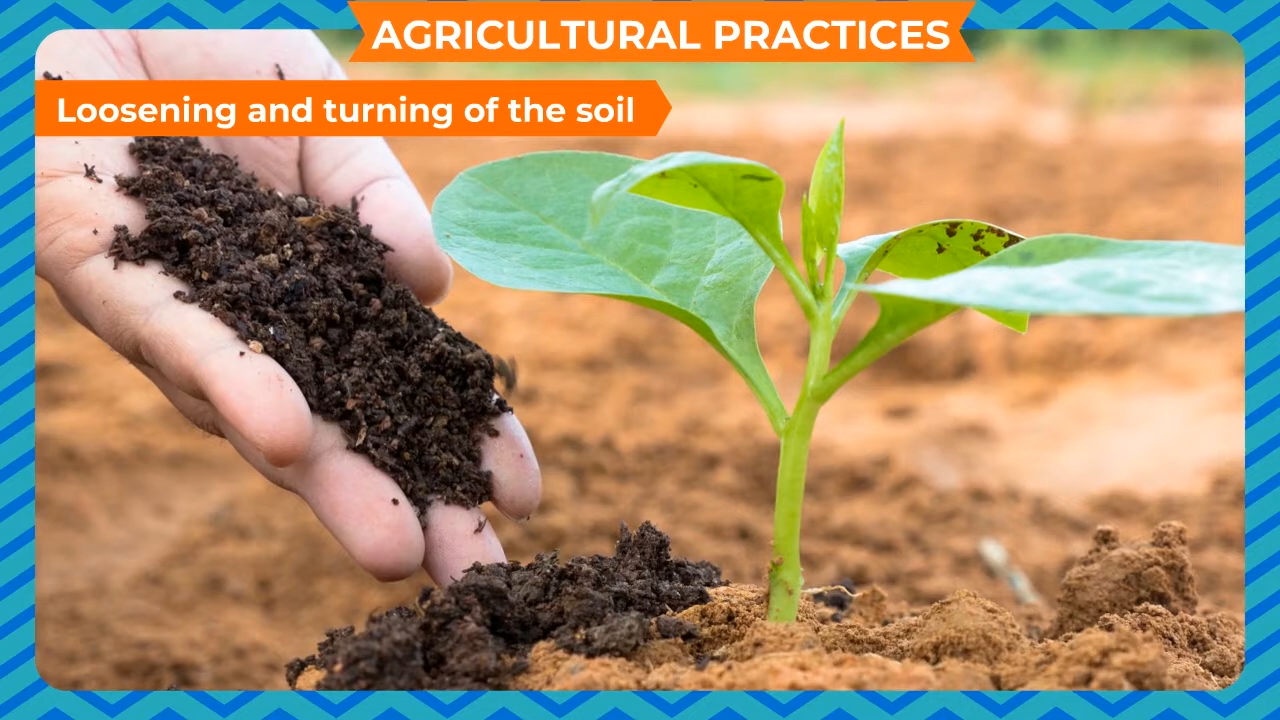 AGRICULTURAL PRACTICES
Loosening and turning of the soil